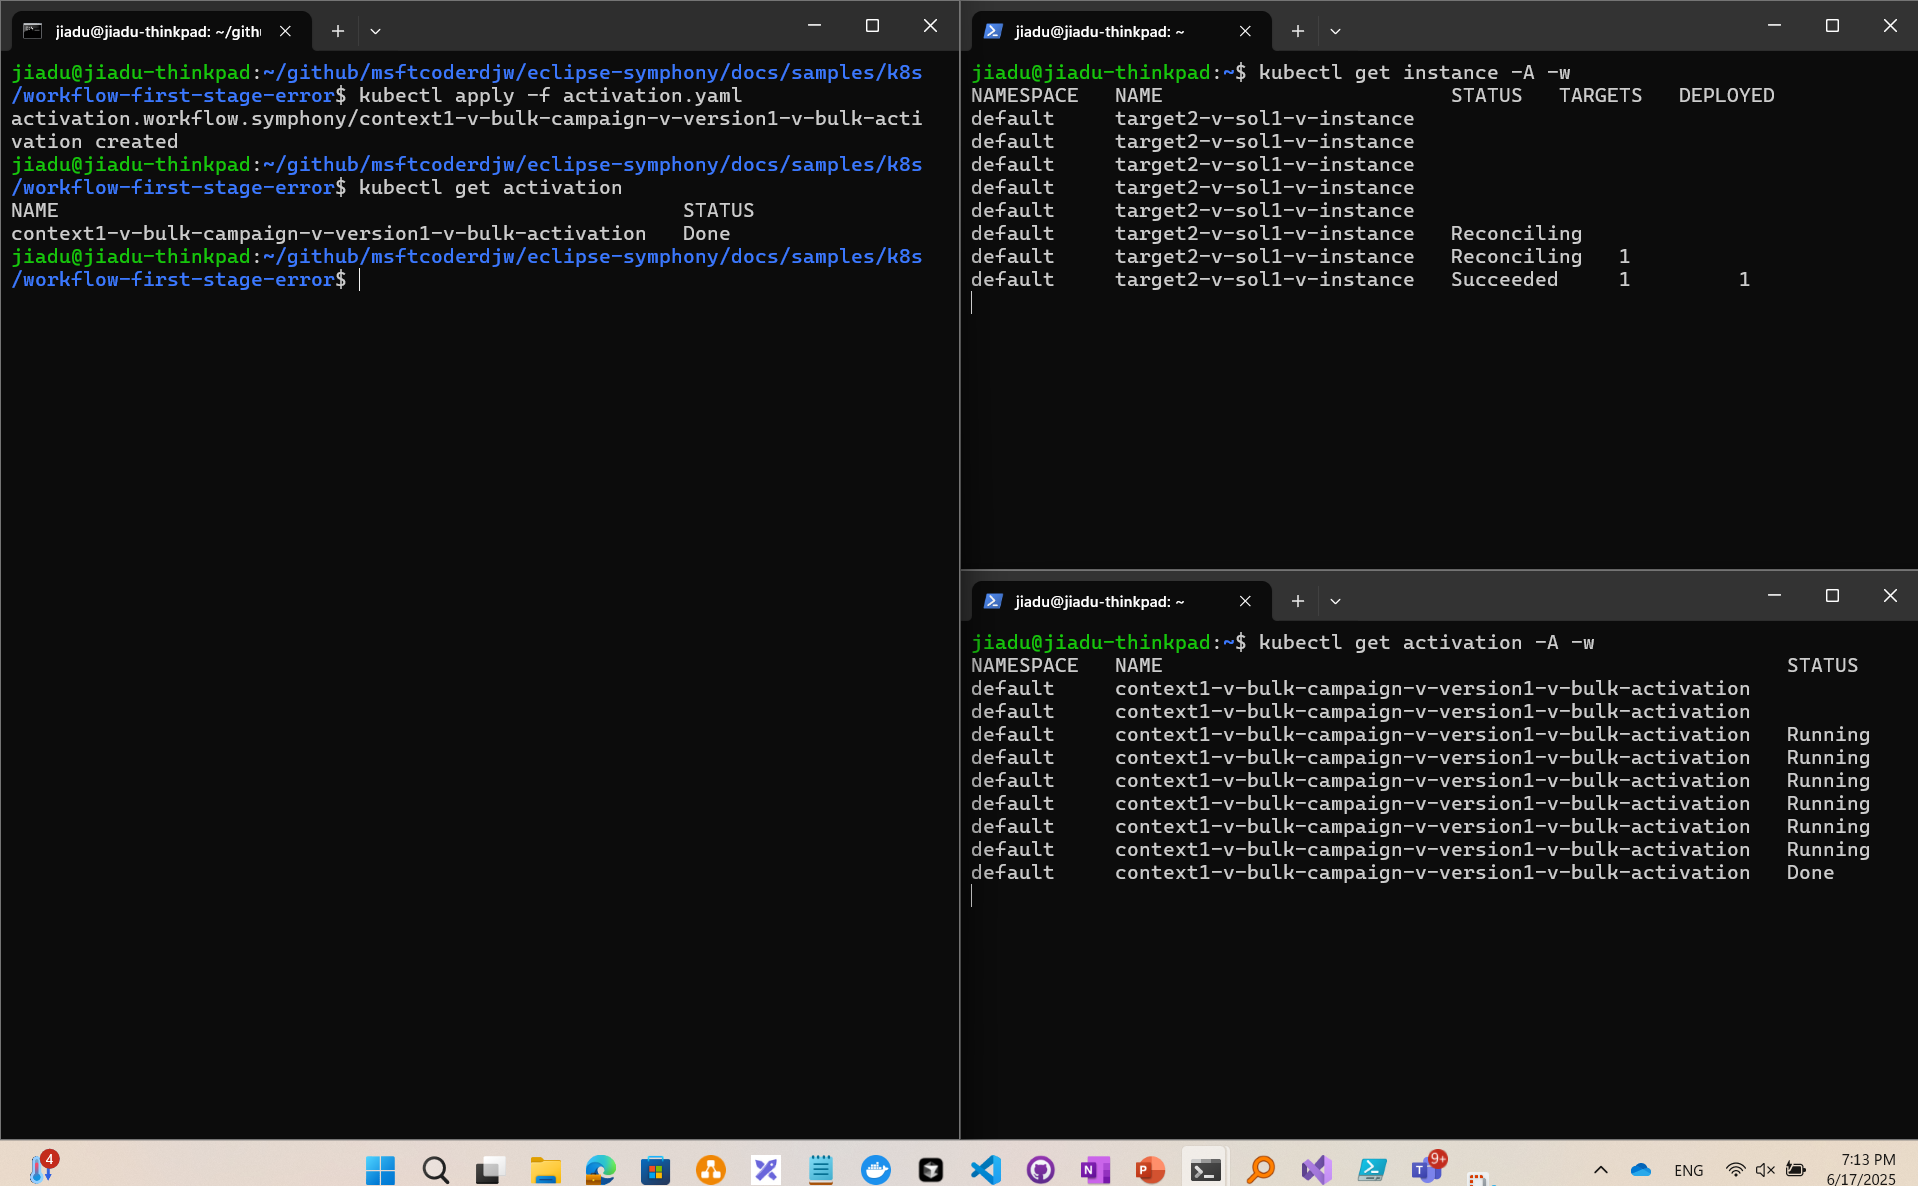 jiadu@jiadu-thinkpad: ~/gith
jiadu@jiadu-thinkpad:~/github/msftcoderdjw/eclipse-symphony/docs/samples/k8s
/workflow-first-stage-error$ kubectl apply -f activation.yaml
activation.workflow.symphony/context1-v-bulk-campaign-v-version1-v-bulk-acti
vation created
jiadu@jiadu-thinkpad:~/github/msftcoderdjw/eclipse-symphony/docs/samples/k8s
/workflow-first-stage-error$ kubectl get activation
NAME STATUS
context1-v-bulk-campaign-v-version1-v-bulk-activation Done
jiadu@jiadu-thinkpad:~/github/msftcoderdjw/eclipse-symphony/docs/samples/k8s
/workflow-first-stage-error$
jiadu@jiadu-thinkpad: ~
jiadu@jiadu-thinkpad:~$ kubectl get instance -A -w
NAMESPACE NAME STATUS TARGETS DEPLOYED
default target2-v-sol1-v-instance
default target2-v-sol1-v-instance
default target2-v-sol1-v-instance
default target2-v-sol1-v-instance
default target2-v-sol1-v-instance
default target2-v-sol1-v-instance Reconciling
default target2-v-sol1-v-instance Reconciling 1
default target2-v-sol1-v-instance Succeeded 1 1
jiadu@jiadu-thinkpad: ~
jiadu@jiadu-thinkpad:~$ kubectl get activation -A -w
NAMESPACE NAME STATUS
default context1-v-bulk-campaign-v-version1-v-bulk-activation
default context1-v-bulk-campaign-v-version1-v-bulk-activation
default context1-v-bulk-campaign-v-version1-v-bulk-activation Running
default context1-v-bulk-campaign-v-version1-v-bulk-activation Running
default context1-v-bulk-campaign-v-version1-v-bulk-activation Running
default context1-v-bulk-campaign-v-version1-v-bulk-activation Running
default context1-v-bulk-campaign-v-version1-v-bulk-activation Running
default context1-v-bulk-campaign-v-version1-v-bulk-activation Running
default context1-v-bulk-campaign-v-version1-v-bulk-activation Done
4
9+
ENG
7:13 PM
6/17/2025